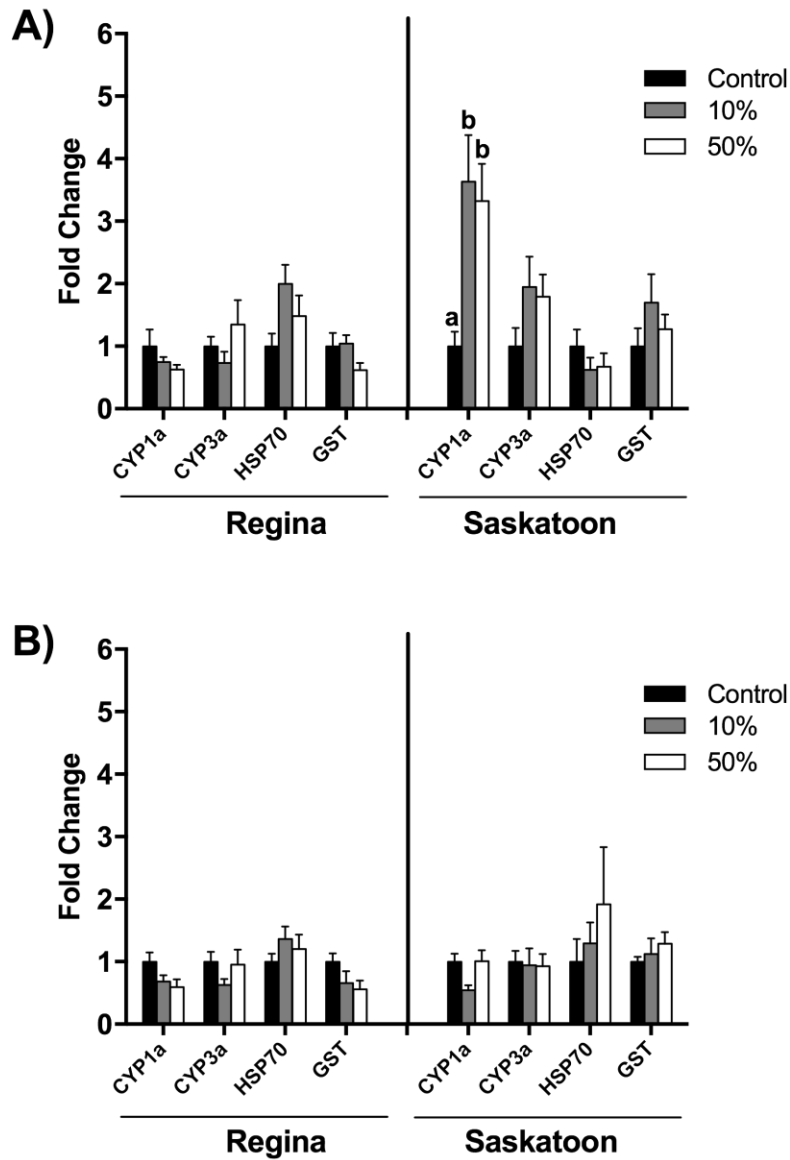 A)
Fold Change
6
5
4
3
2
1
0
a
b
b
Control
10%
50%
CYP1a
CYP3a
HSP70
GST
CYP1a
CYP3a
HSP70
GST
Regina
Saskatoon
B)
Fold Change
6
5
4
3
2
1
0
Control
10%
50%
CYP1a
CYP3a
HSP70
GST
CYP1a
CYP3a
HSP70
GST
Regina
Saskatoon